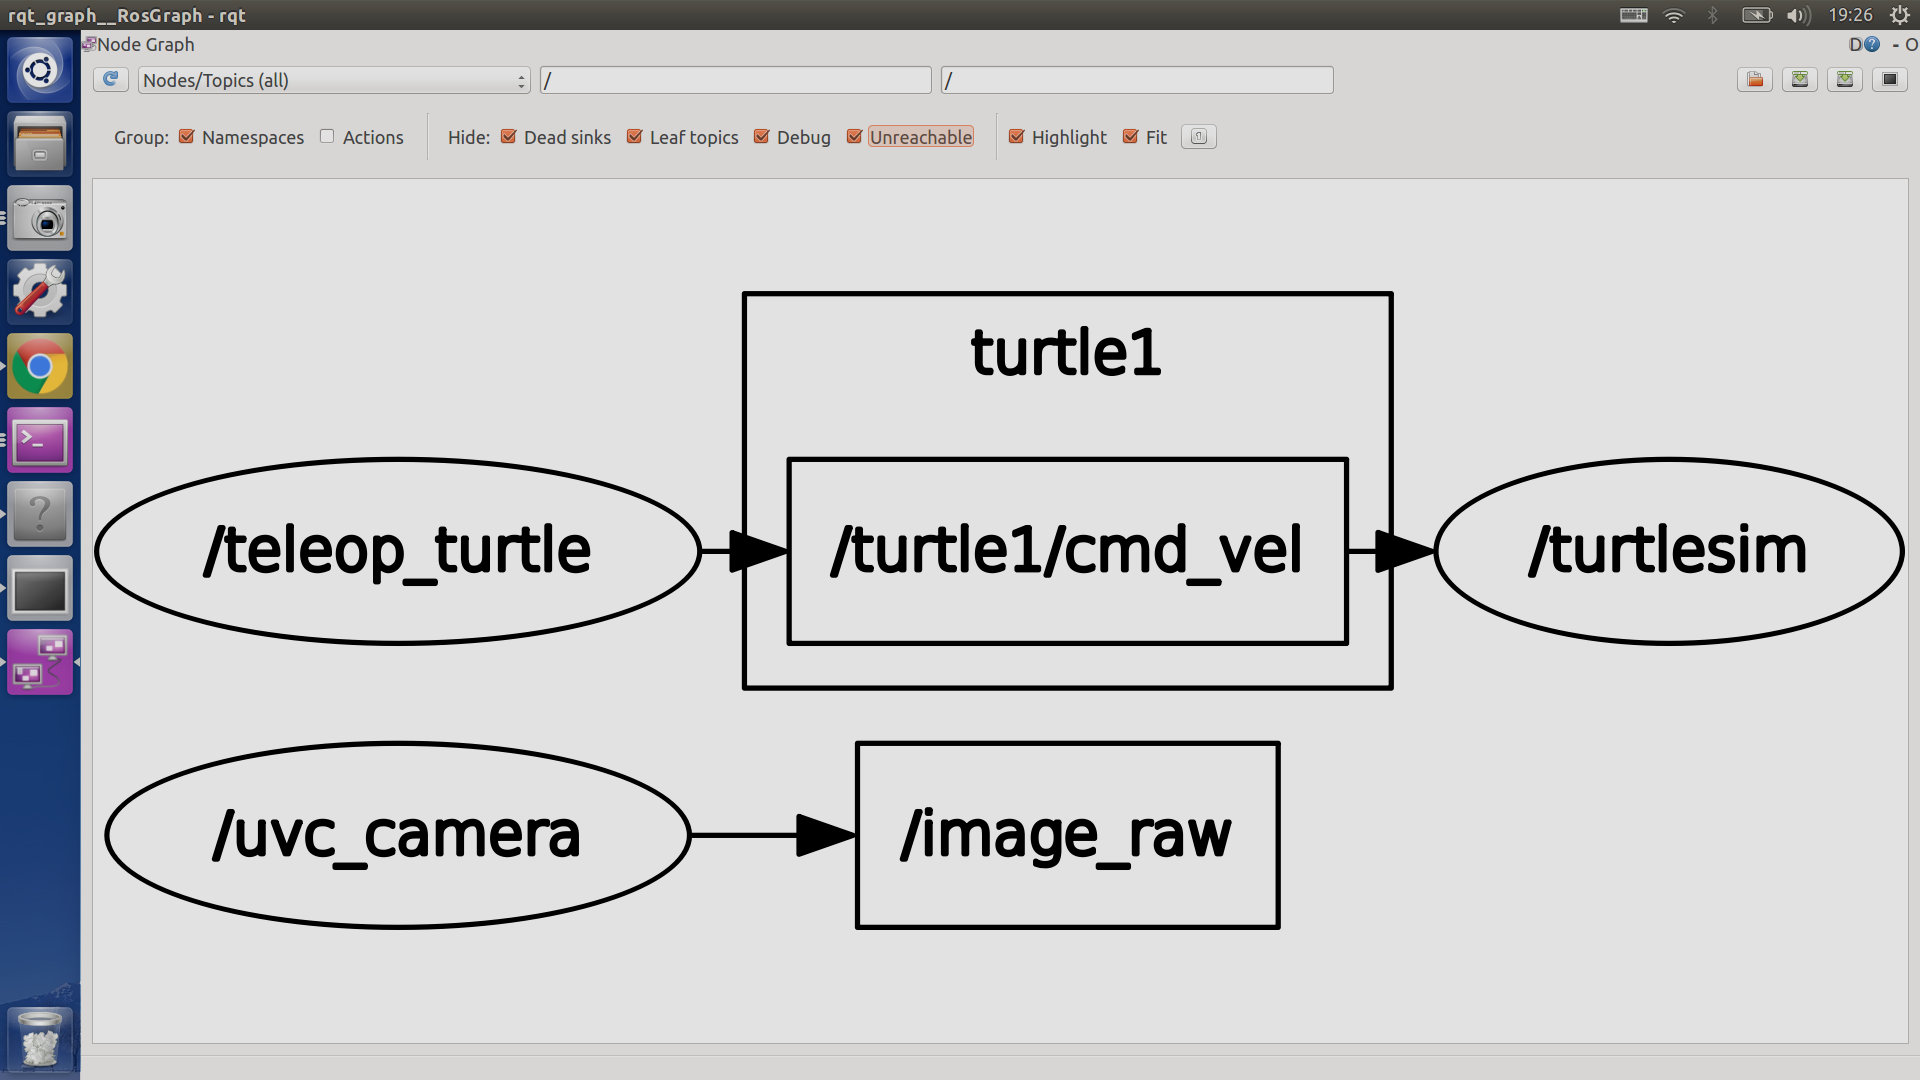 rqt_graph__RosGraph - rqt
19:26
Node Graph
D - O
Nodes/Topics (all)
/
/
Group: Namespaces Actions Hide: Dead sinks Leaf topics Debug Unreachable Highlight Fit
turtle1
/teleop_turtle
/turtle1/cmd_vel
/turtlesim
/uvc_camera
/image_raw